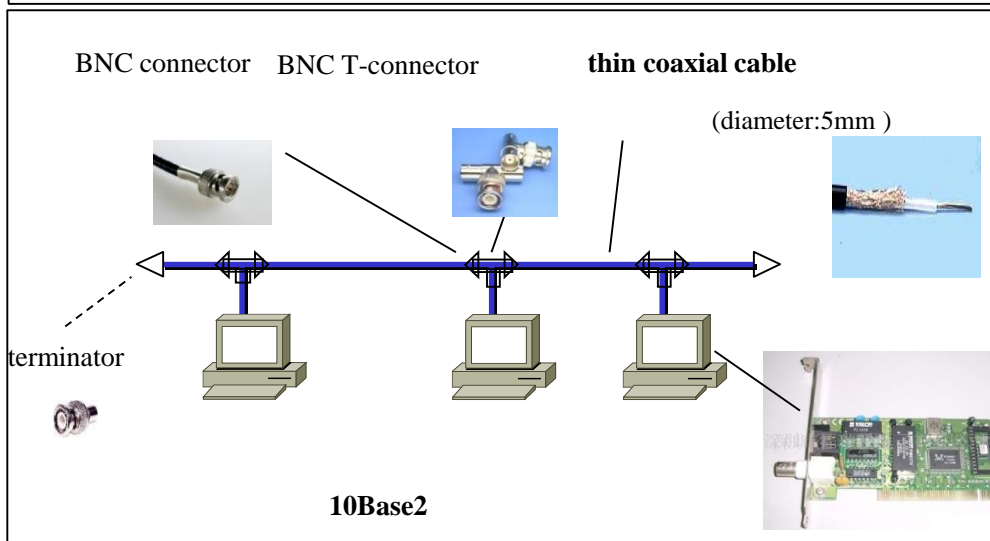 BNC connector BNC T-connector thin coaxial cable
(diameter:5mm )
terminator
10Base2